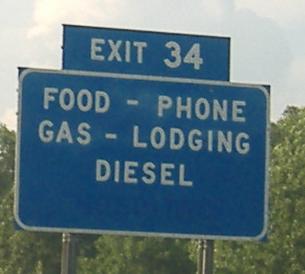 EXIT 34
FOOD - PHONE
GAS - LODGING
DIESEL